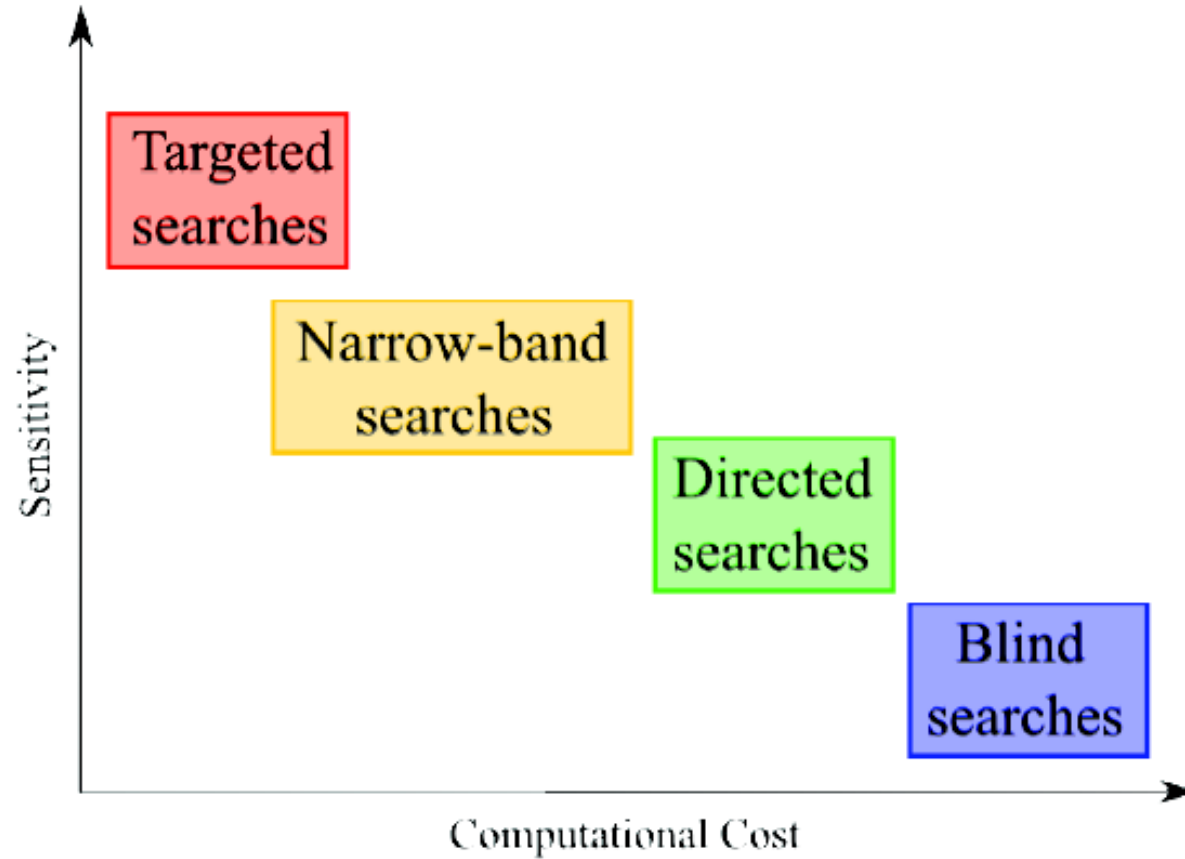 Targeted
searches
Narrow-band
searches
Directed
searches
Blind
searches
Sensitivity
Computational Cost